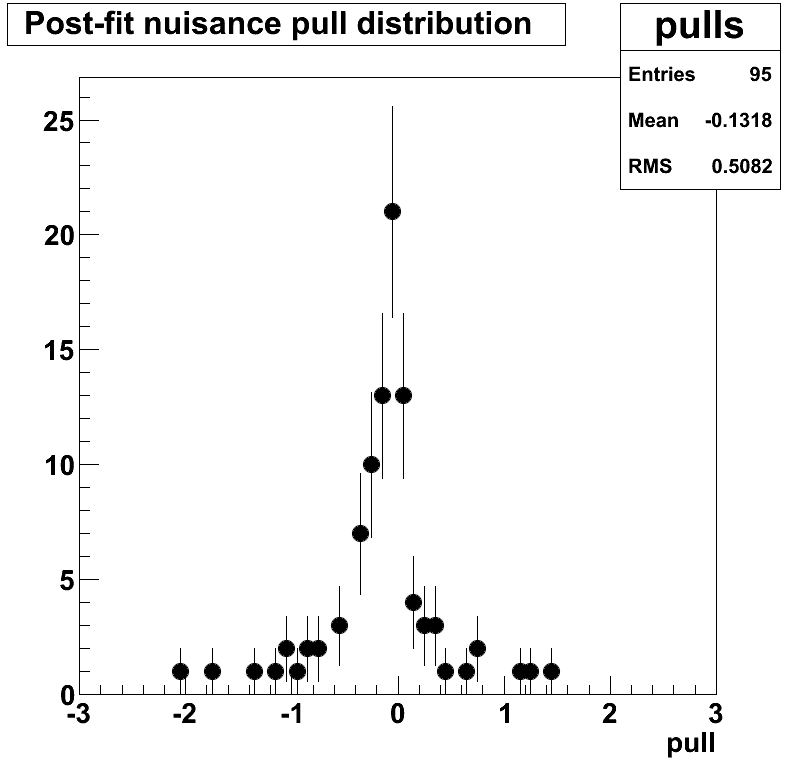 Post-fit nuisance pull distribution
pulls
Entries 95
Mean -0.1318
RMS 0.5082
25
20
15
10
5
0
-3 -2 -1 0 1 2 3
pull